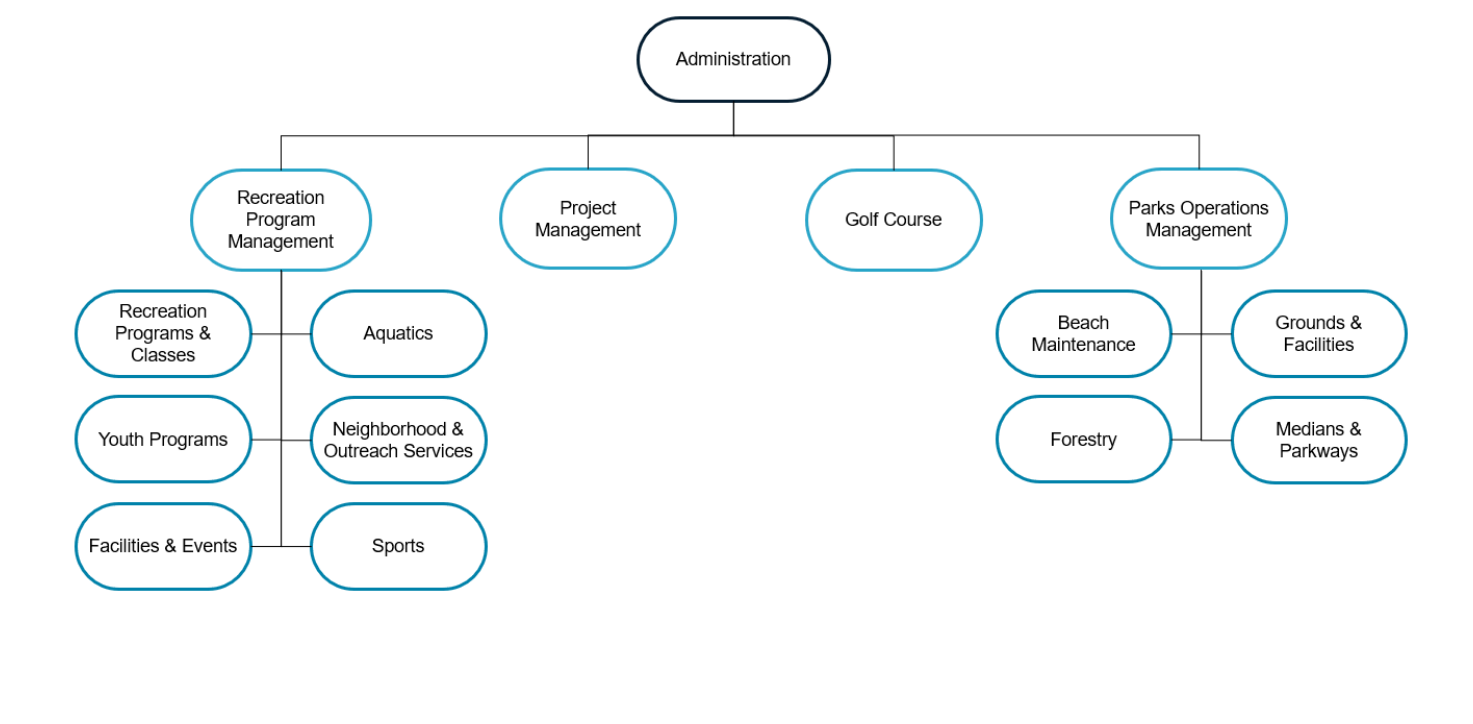 Administration
Recreation
Program
Management
Project
Management
Golf Course
Parks Operations
Management
Recreation
Programs &
Classes
Aquatics
Beach
Maintenance
Grounds &
Facilities
Youth Programs
Neighborhood &
Outreach Services
Forestry
Medians &
Parkways
Facilities & Events
Sports